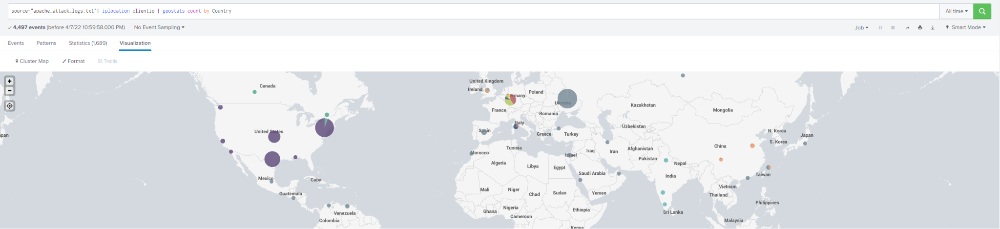 source="apache_attack_logs.txt"| iplocation clientip | geostats count by Country
All time
4,497 events (before 4/7/22 10:59:58.000 PM)
No Event Sampling
Job
Smart Mode
Events
Patterns
Statistics (1,689)
Visualization
Cluster Map
Format
Trellis
+
−
United Kingdom
Canada
Ireland
Germany
Poland
Ukraine
Kazakhstan
France
Mongolia
Romania
Italy
Uzbekistan
United States
Spain
Greece
Turkey
N. Korea
Japan
pan
S. Korea
China
Tunisia
Afghanistan
Iraq
Iran
Morocco
Israel
Pakistan
Algeria
Nepal
Libya
Egypt
Saudi Arabia
India
Taiwan
Mexico
Cuba
Vietnam
Mali
Niger
Sudan
Yemen
Chad
Guatemala
Thailand
Philippines
Nigeria
Ethiopia
Ghana
Sri Lanka
Venezuela
Cameroon
Colombia
Malaysia
Kenya